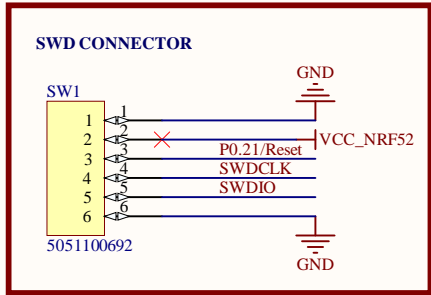 SWD CONNECTOR
GND
SW1
1 1
2 2 VCC_NRF52
3 3 P0.21/Reset
4 4 SWDCLK
5 5 SWDIO
6 6
5051100692
GND